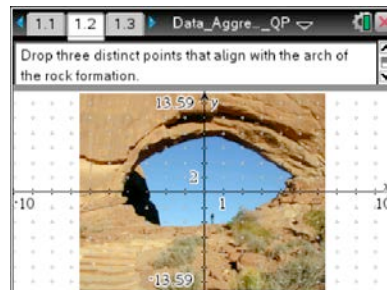 1.1 1.2 1.3 Data_Aggre…_QP
Drop three distinct points that align with the arch of
the rock formation.
13.59 y
2
-10 1 10
-13.59